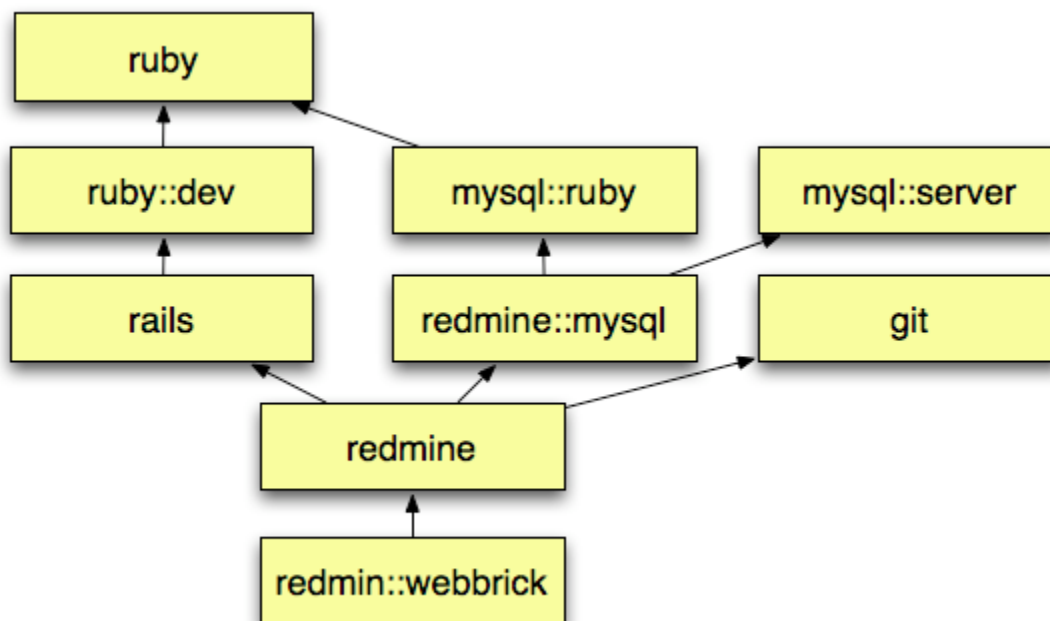 ruby
ruby::dev
mysql::ruby
mysql::server
rails
redmine::mysql
git
redmine
redmin::webbrick